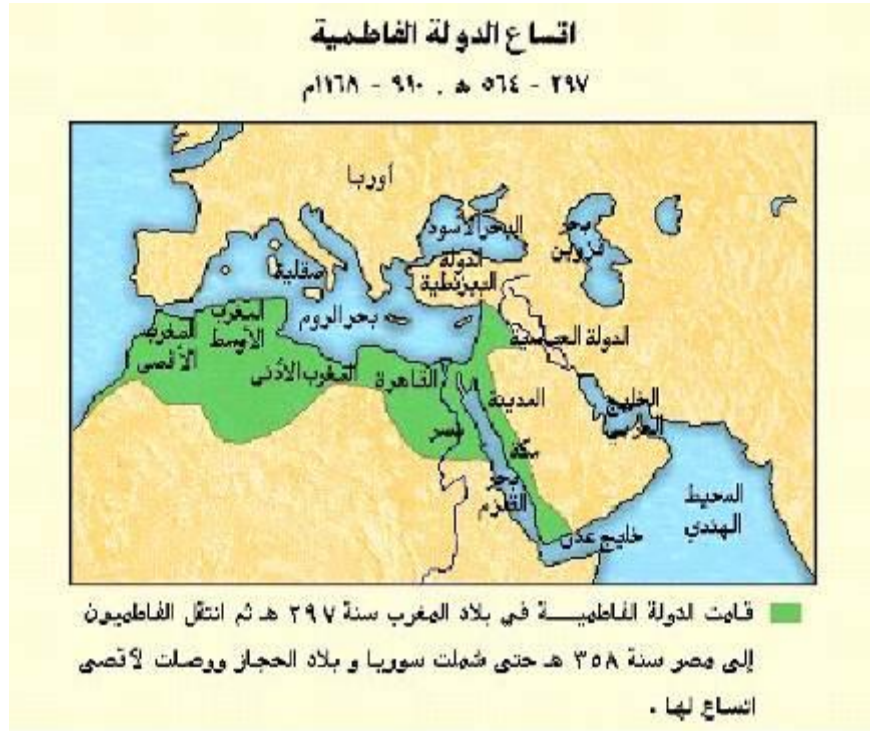 اتساع الدولة الفاطمية
٢٩٧ - ٥٦٤ هـ . ٩٩٠ - ١١٦٨م
أوربا
البحر الأسود
بحر
قزوين
الدولة
البيزنطية
صقلية
بحر الروم
المغرب
الأوسط
المغرب
الأقصى
الدولة العباسية
المغرب الأدنى
القاهرة
المدينة
الخليج
العربي
مصر
مكة
بحر
القلزم
المحيط
الهندي
خليج عدن
قامت الدولة الفاطميــــة في بلاد المغرب سنة ٢٩٧ هـ ثم انتقل الفاطميون
إلى مصر سنة ٣٥٨ هـ حتى شملت سوريا و بلاد الحجاز ووصلت لأقصى
اتساع لها .